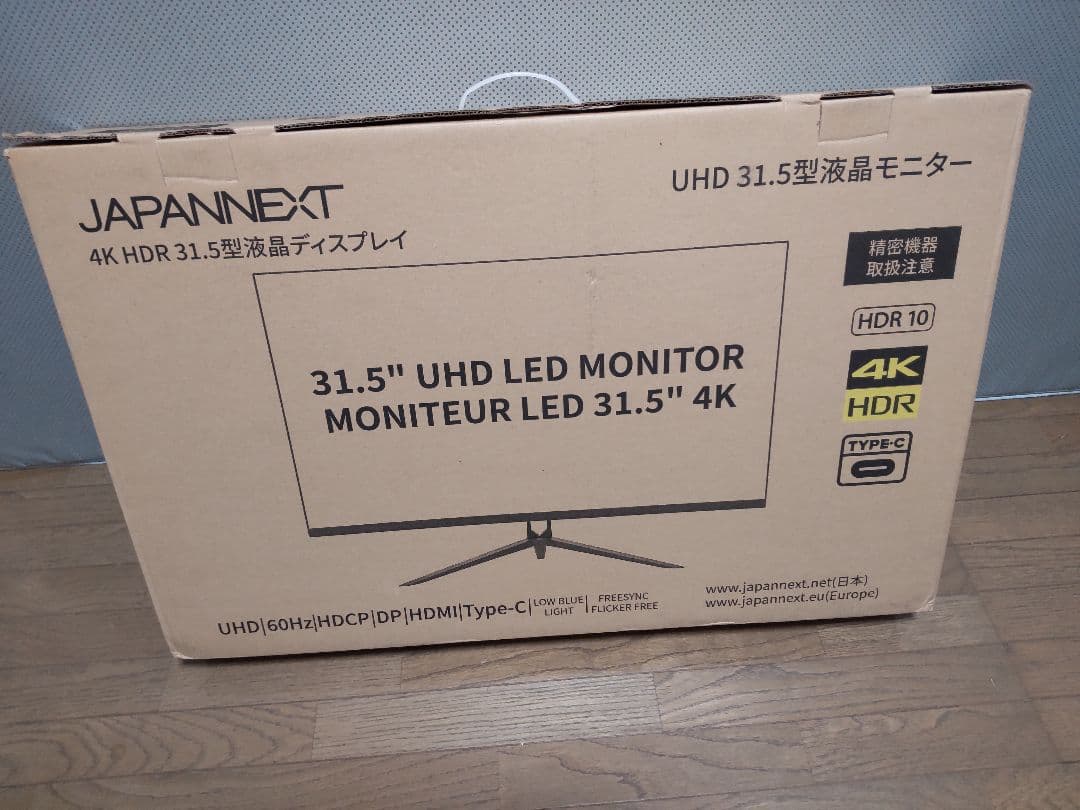 JAPANNEXT
4K HDR 31.5型液晶ディスプレイ
UHD 31.5型液晶モニター
精密機器
取扱注意
HDR 10
4K
HDR
TYPE-C
31.5" UHD LED MONITOR
MONITEUR LED 31.5" 4K
UHD|60Hz|HDCP|DP|HDMI|Type-C|LOW BLUE LIGHT|FREESYNC FLICKER FREE
www.japannext.net(日本)
www.japannext.eu(Europe)